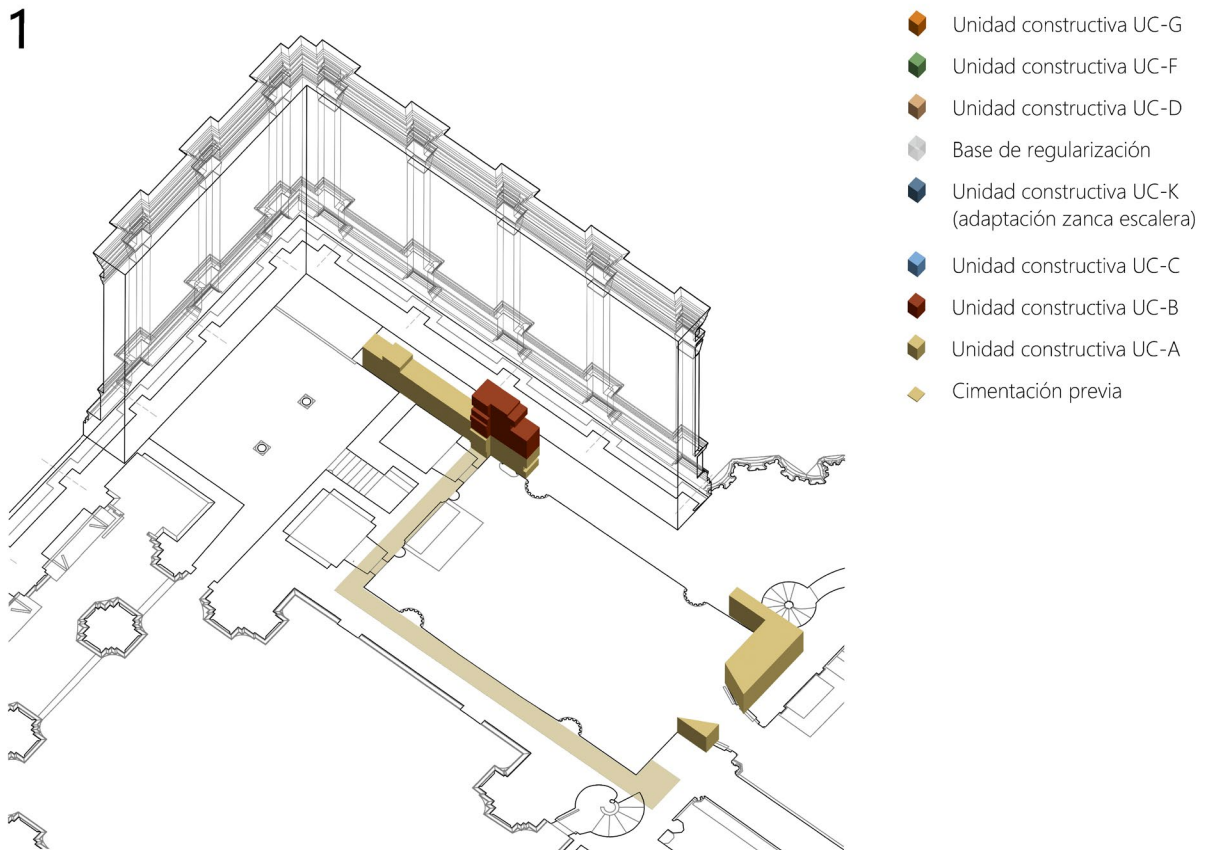 1
Unidad constructiva UC-G
Unidad constructiva UC-F
Unidad constructiva UC-D
Base de regularización
Unidad constructiva UC-K
(adaptación zanca escalera)
Unidad constructiva UC-C
Unidad constructiva UC-B
Unidad constructiva UC-A
Cimentación previa